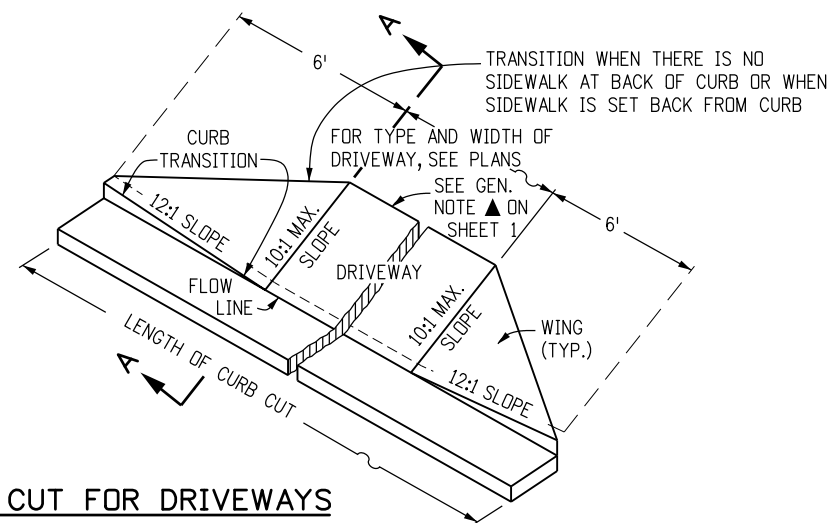 A
6'
TRANSITION WHEN THERE IS NO
SIDEWALK AT BACK OF CURB OR WHEN
SIDEWALK IS SET BACK FROM CURB
CURB
TRANSITION
FOR TYPE AND WIDTH OF
DRIVEWAY, SEE PLANS
SEE GEN.
NOTE ▲ ON
SHEET 1
6'
12:1 SLOPE
10:1 MAX.
SLOPE
DRIVEWAY
FLOW
LINE
10:1 MAX.
SLOPE
WING
(TYP.)
12:1 SLOPE
LENGTH OF CURB CUT
A
CUT FOR DRIVEWAYS